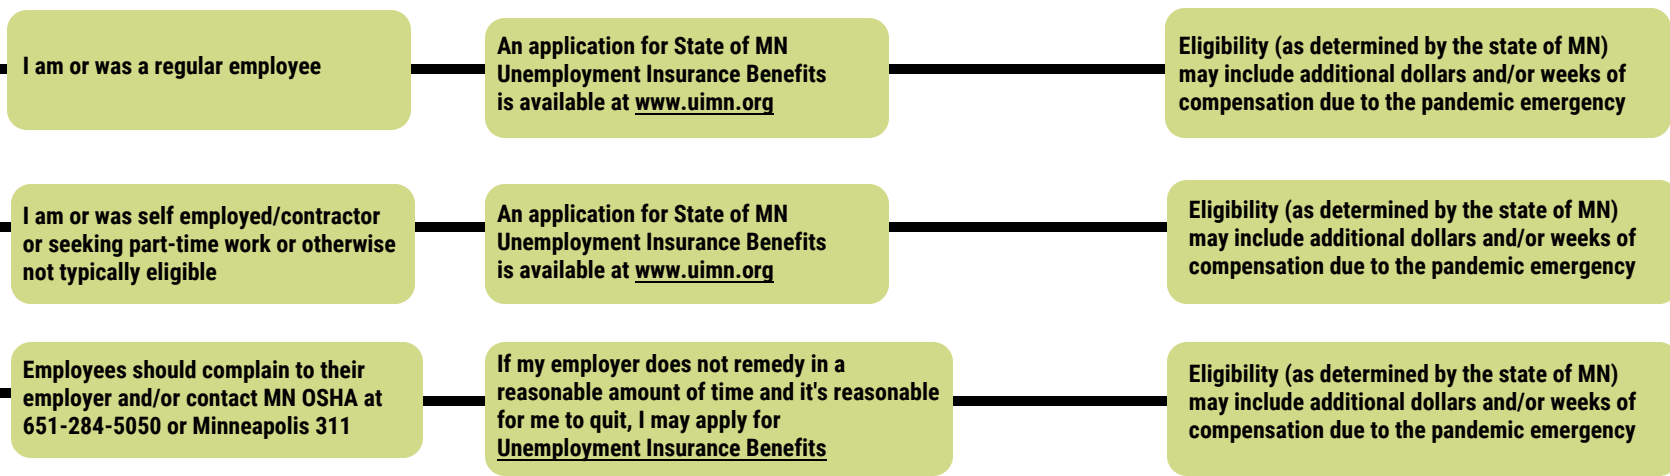 I am or was a regular employee
An application for State of MN
Unemployment Insurance Benefits
is available at www.uimn.org
Eligibility (as determined by the state of MN)
may include additional dollars and/or weeks of
compensation due to the pandemic emergency
I am or was self employed/contractor
or seeking part-time work or otherwise
not typically eligible
An application for State of MN
Unemployment Insurance Benefits
is available at www.uimn.org
Eligibility (as determined by the state of MN)
may include additional dollars and/or weeks of
compensation due to the pandemic emergency
Employees should complain to their
employer and/or contact MN OSHA at
651-284-5050 or Minneapolis 311
If my employer does not remedy in a
reasonable amount of time and it's reasonable
for me to quit, I may apply for
Unemployment Insurance Benefits
Eligibility (as determined by the state of MN)
may include additional dollars and/or weeks of
compensation due to the pandemic emergency